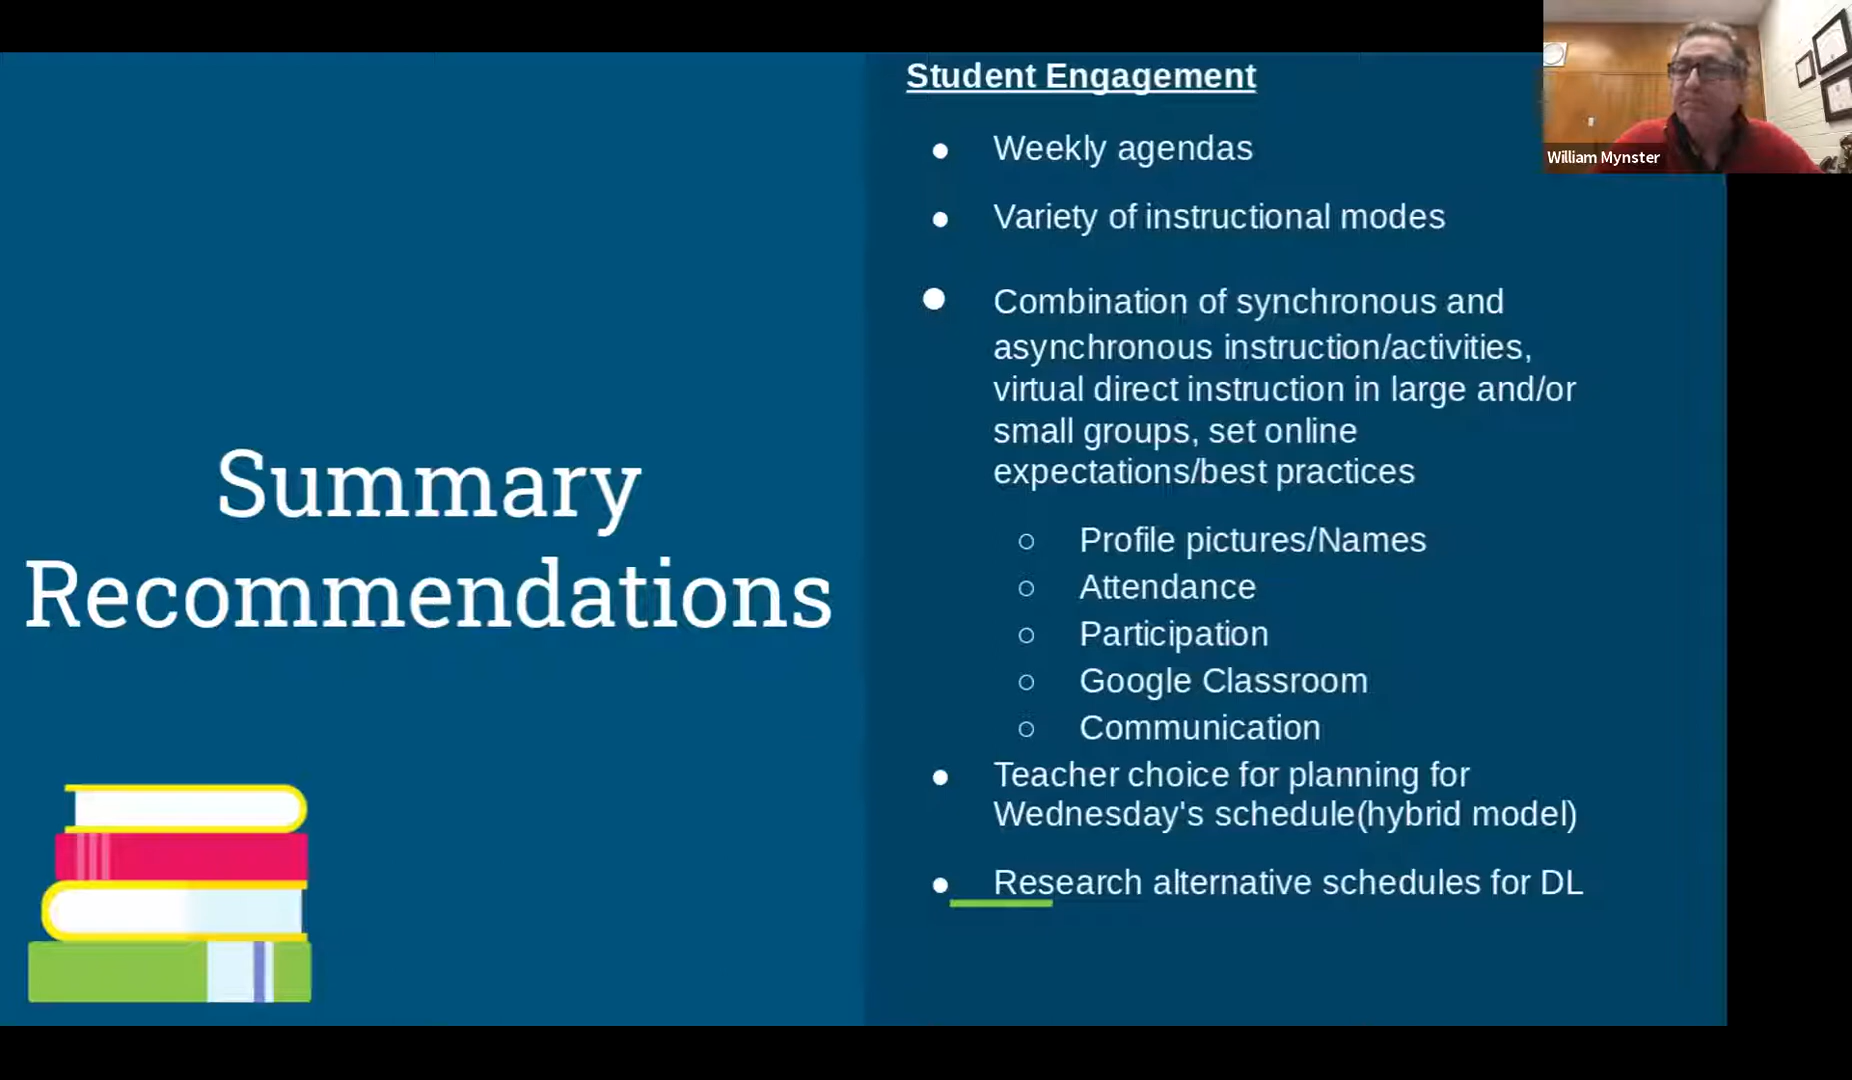 Summary
Recommendations
Student Engagement
● Weekly agendas
● Variety of instructional modes
● Combination of synchronous and
asynchronous instruction/activities,
virtual direct instruction in large and/or
small groups, set online
expectations/best practices
○ Profile pictures/Names
○ Attendance
○ Participation
○ Google Classroom
○ Communication
● Teacher choice for planning for
Wednesday's schedule(hybrid model)
● Research alternative schedules for DL
William Mynster